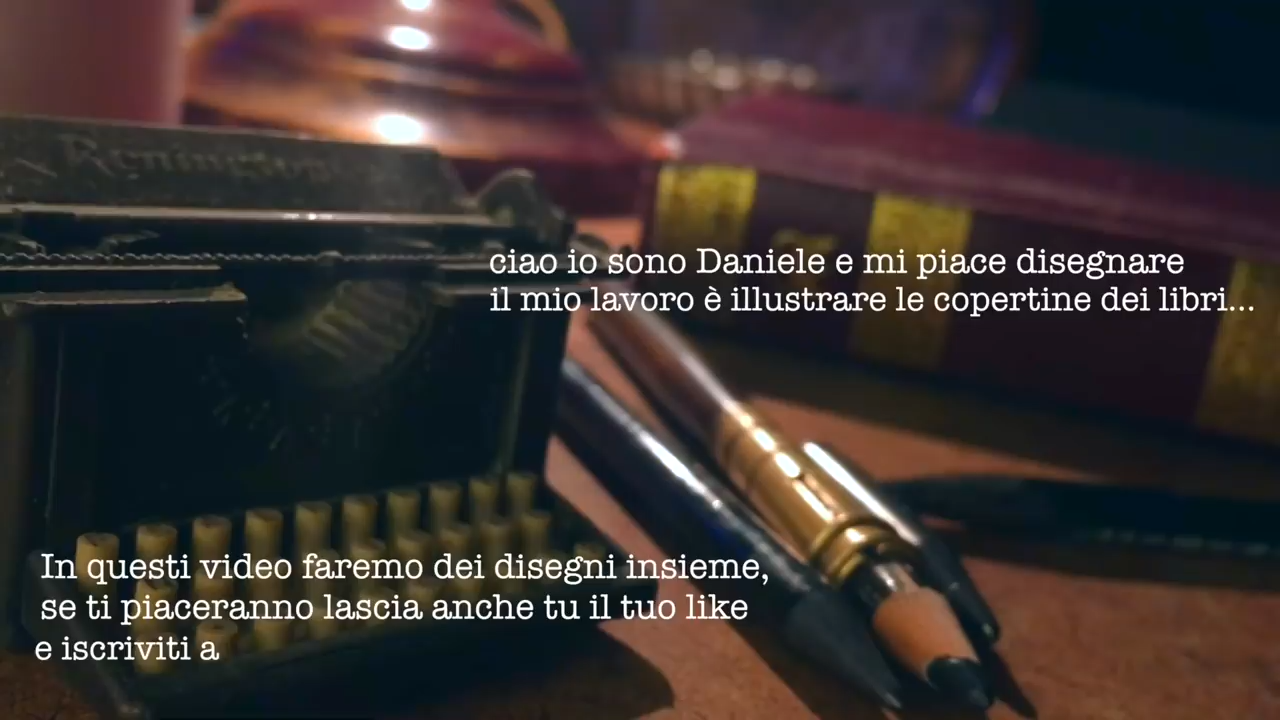 Remington
ciao io sono Daniele e mi piace disegnare
il mio lavoro è illustrare le copertine dei libri...
In questi video faremo dei disegni insieme,
se ti piaceranno lascia anche tu il tuo like
e iscriviti a